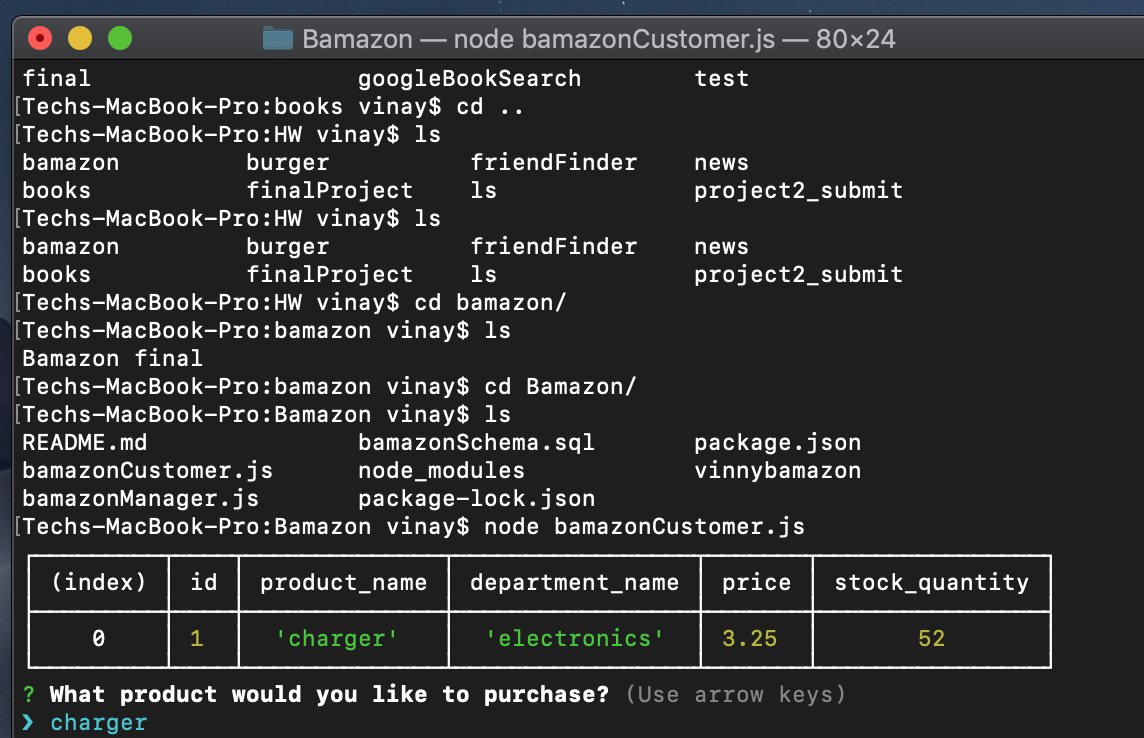 Bamazon — node bamazonCustomer.js — 80×24
final googleBookSearch test
[Techs-MacBook-Pro:books vinay$ cd ..
[Techs-MacBook-Pro:HW vinay$ ls
bamazon burger friendFinder news
books finalProject ls project2_submit
[Techs-MacBook-Pro:HW vinay$ ls
bamazon burger friendFinder news
books finalProject ls project2_submit
[Techs-MacBook-Pro:HW vinay$ cd bamazon/
[Techs-MacBook-Pro:bamazon vinay$ ls
Bamazon final
[Techs-MacBook-Pro:bamazon vinay$ cd Bamazon/
[Techs-MacBook-Pro:Bamazon vinay$ ls
README.md bamazonSchema.sql package.json
bamazonCustomer.js node_modules vinnybamazon
bamazonManager.js package-lock.json
[Techs-MacBook-Pro:Bamazon vinay$ node bamazonCustomer.js
(index) id product_name department_name price stock_quantity
0 1 'charger' 'electronics' 3.25 52
? What product would you like to purchase? (Use arrow keys)
❯ charger